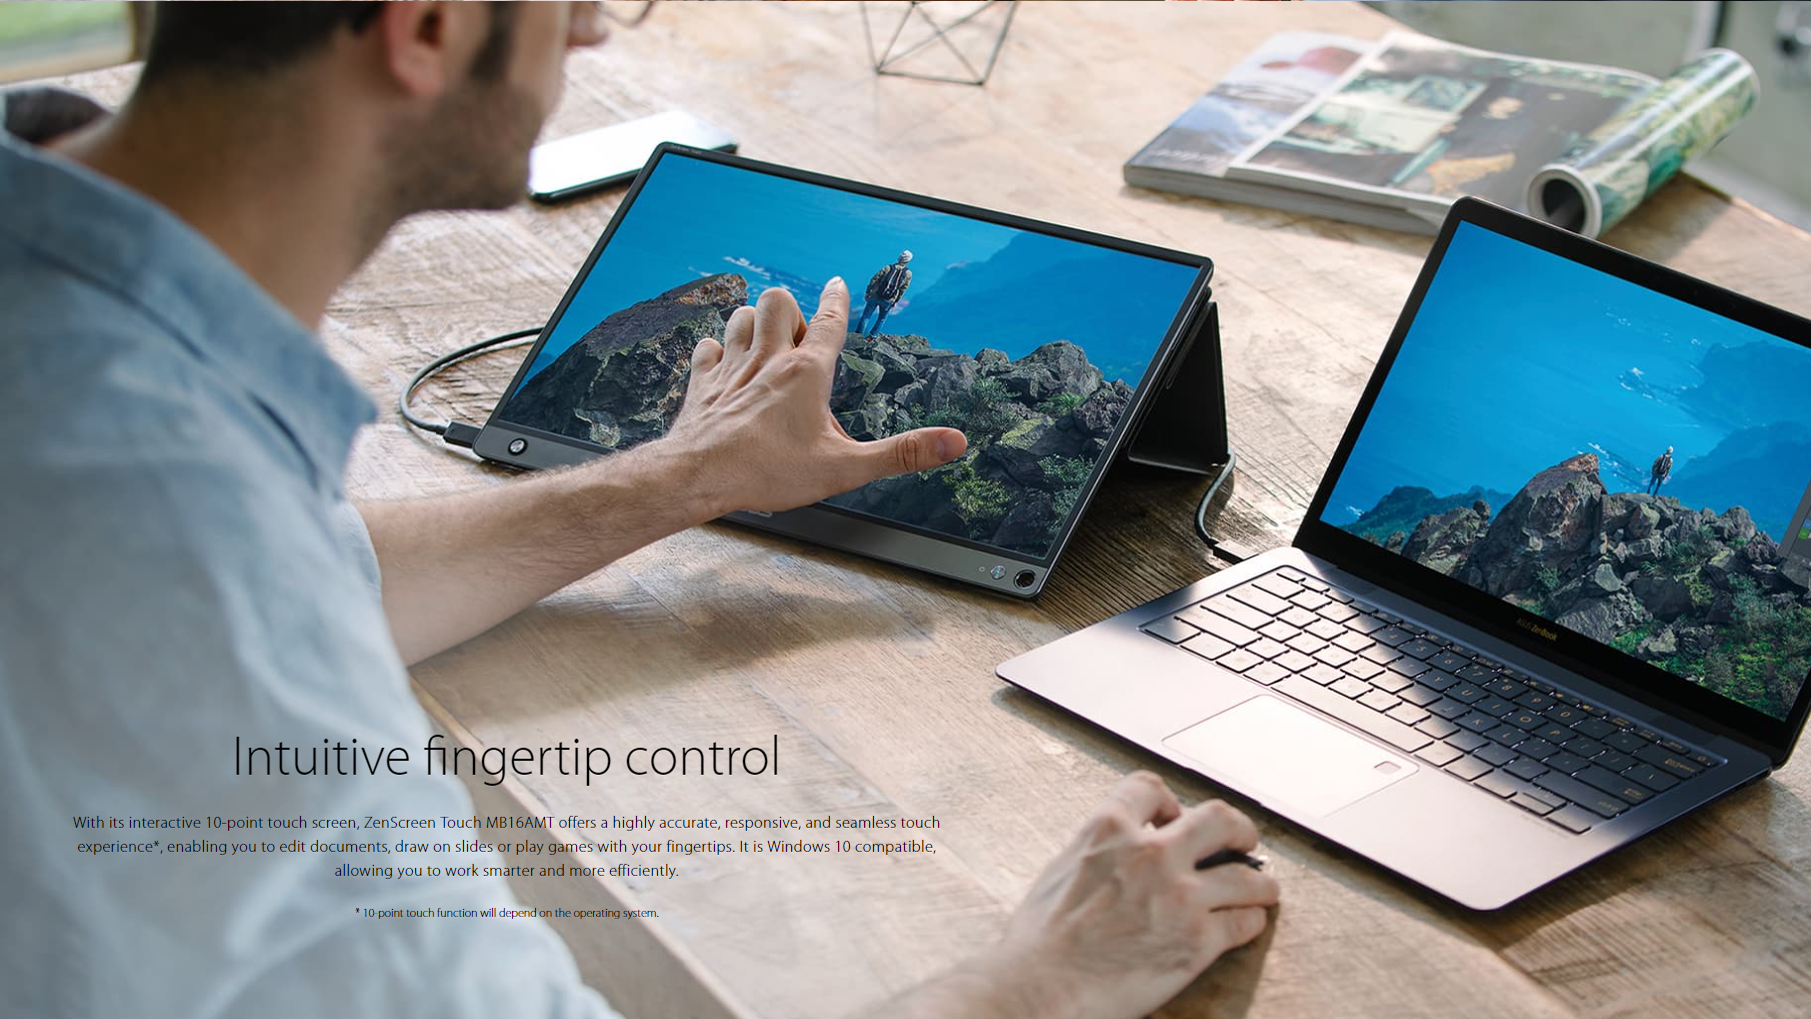 ASUS ZenBook
Intuitive fingertip control
With its interactive 10-point touch screen, ZenScreen Touch MB16AMT offers a highly accurate, responsive, and seamless touch
experience*, enabling you to edit documents, draw on slides or play games with your fingertips. It is Windows 10 compatible,
allowing you to work smarter and more efficiently.
* 10-point touch function will depend on the operating system.